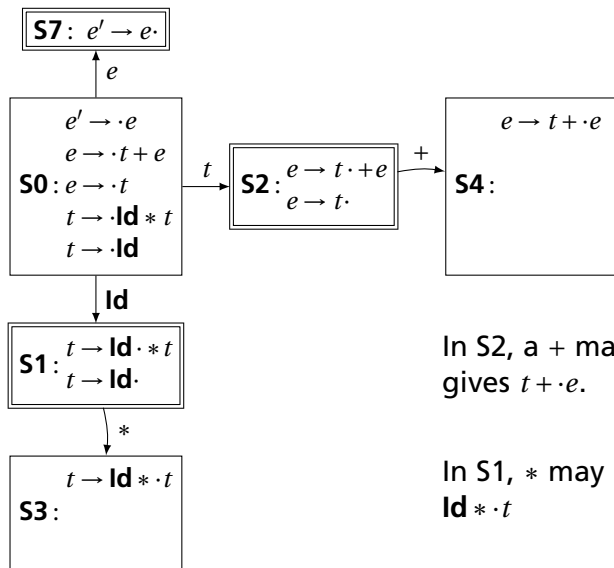 S7: e′ → e·
e
e′ → ·e
e → ·t + e
S0: e → ·t
t → ·Id ∗ t
t → ·Id
t
S2: e → t· + e
e → t·
+
e → t + ·e
S4:
Id
S1: t → Id· ∗ t
t → Id·
∗
t → Id ∗ ·t
S3:
In S2, a + ma
gives t + ·e.
In S1, ∗ may
Id ∗ ·t